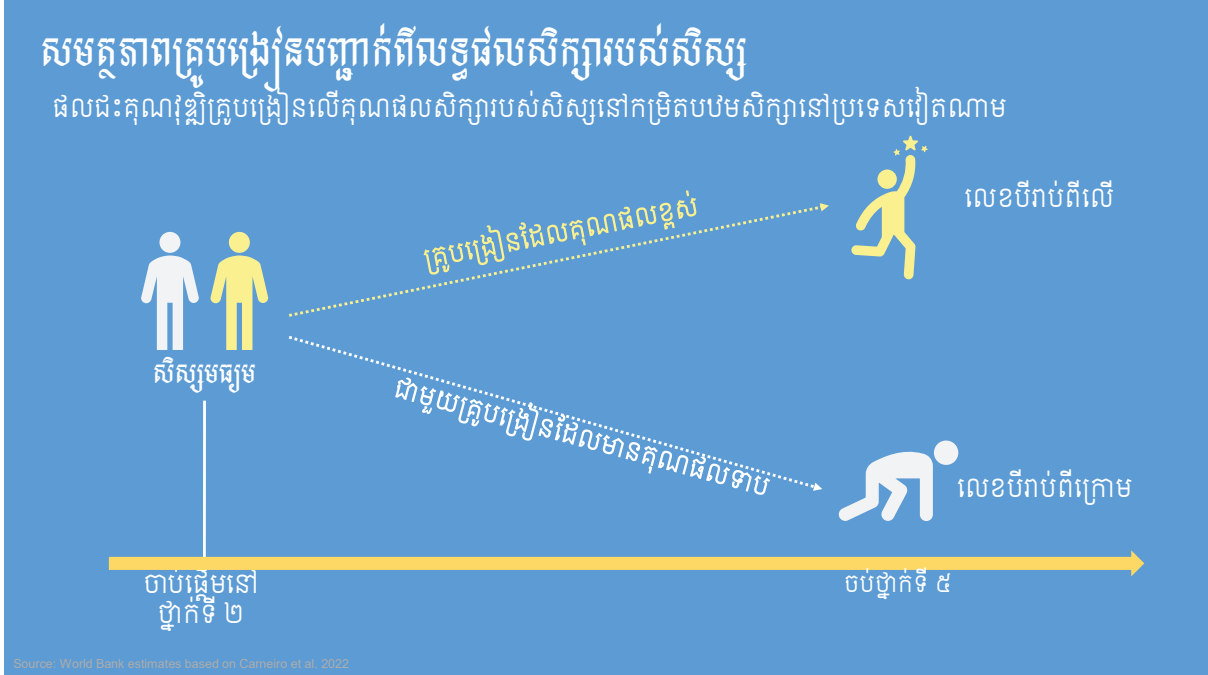 សមត្ថភាពគ្រូបង្រៀនបញ្ជាក់ពីលទ្ធផលសិក្សារបស់សិស្ស
ផលជះគុណវុឌ្ឍិគ្រូបង្រៀនលើគុណផលសិក្សារបស់សិស្សនៅកម្រិតបឋមសិក្សានៅប្រទេសវៀតណាម
លេខបីរាប់ពីលើ
គ្រូបង្រៀនដែលគុណផលខ្ពស់
សិស្សមធ្យម
ជាមួយគ្រូបង្រៀនដែលមានគុណផលទាប
លេខបីរាប់ពីក្រោម
ចាប់ផ្តើមនៅ
ថ្នាក់ទី ២
ចប់ថ្នាក់ទី ៥
Source: World Bank estimates based on Carneiro et al. 2022